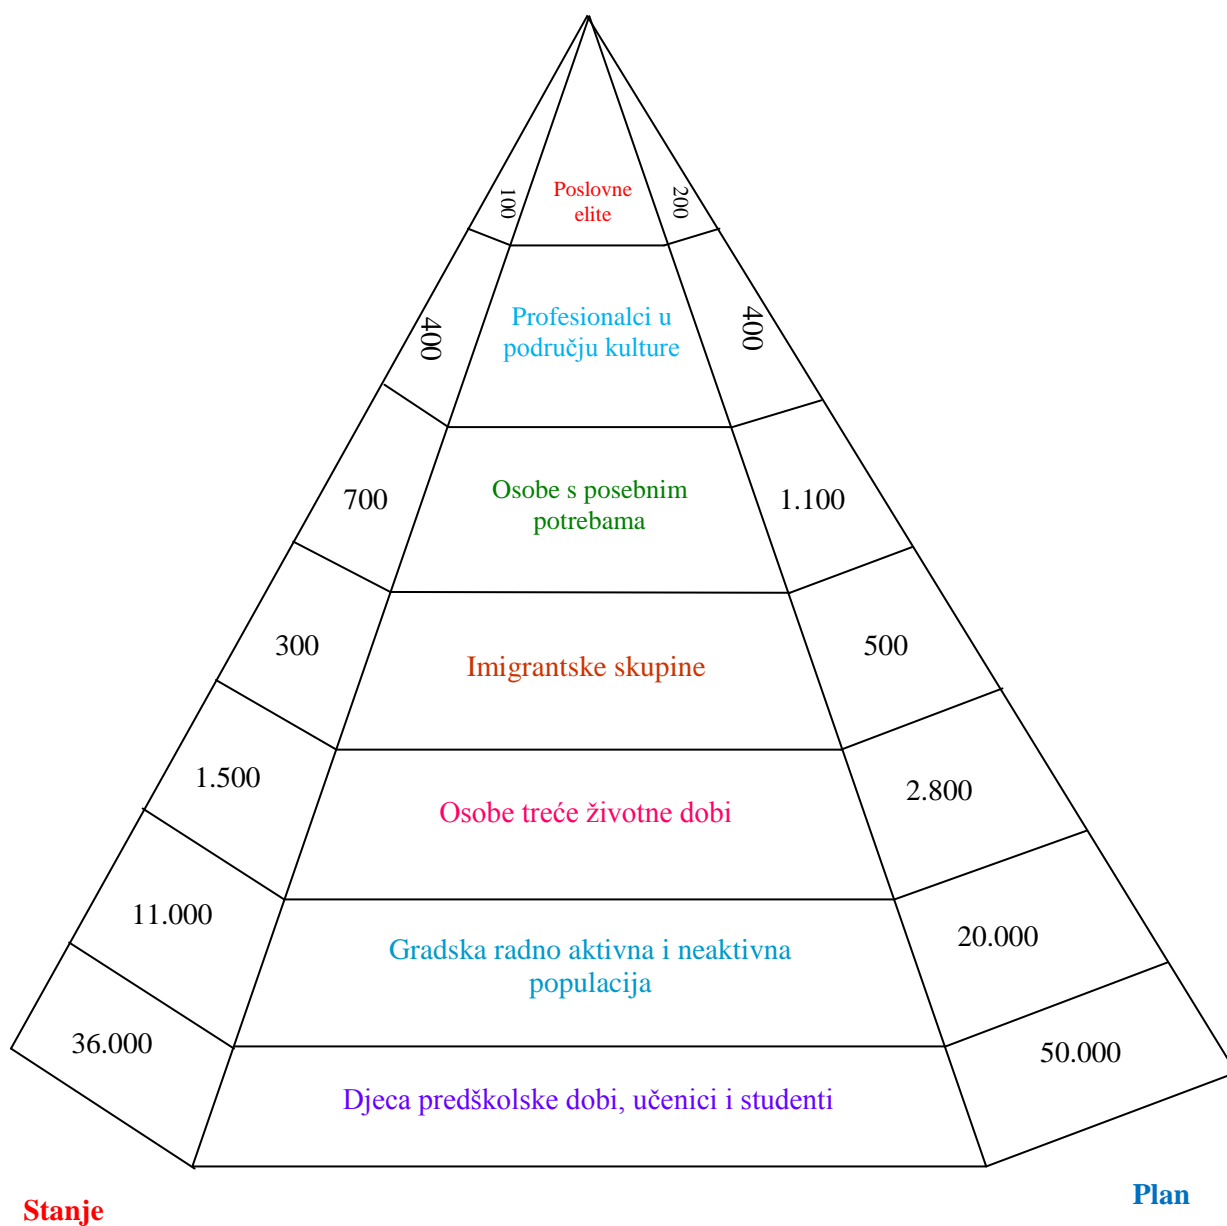 100
Poslovne
elite
200
400
Profesionalci u
području kulture
400
700
Osobe s posebnim
potrebama
1.100
300
Imigrantske skupine
500
1.500
Osobe treće životne dobi
2.800
11.000
Gradska radno aktivna i neaktivna
populacija
20.000
36.000
Djeca predškolske dobi, učenici i studenti
50.000
Stanje
Plan